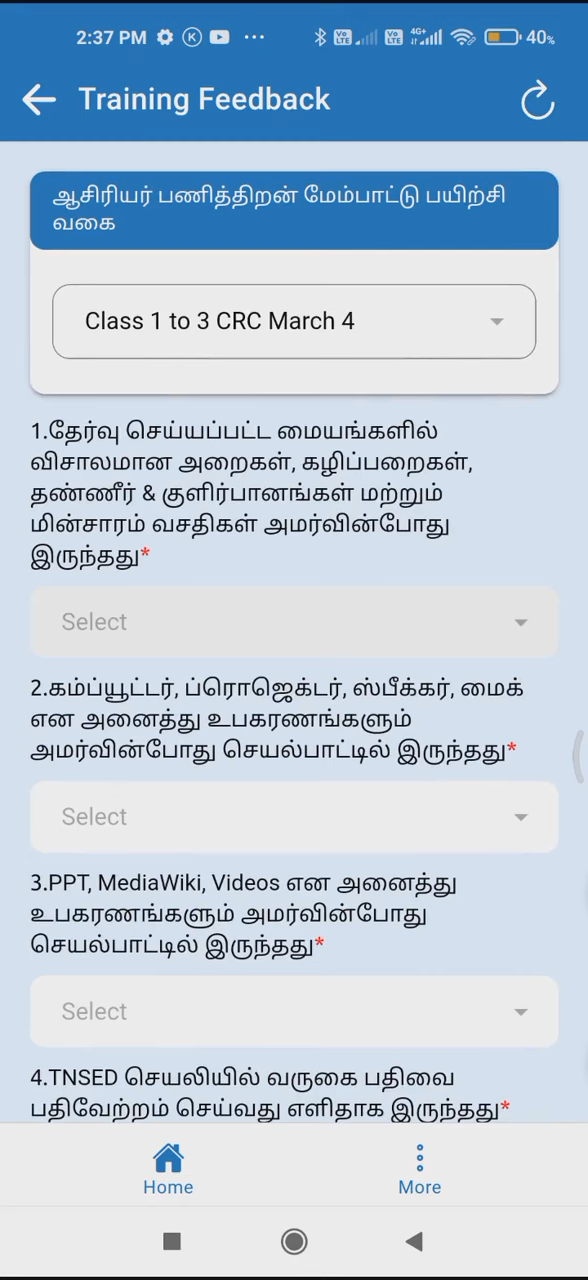 2:37 PM
40%
Training Feedback
ஆசிரியர் பணித்திறன் மேம்பாட்டு பயிற்சி
வகை
Class 1 to 3 CRC March 4
1.தேர்வு செய்யப்பட்ட மையங்களில்
விசாலமான அறைகள், கழிப்பறைகள்,
தண்ணீர் & குளிர்பானங்கள் மற்றும்
மின்சாரம் வசதிகள் அமர்வின்போது
இருந்தது*
Select
2.கம்ப்யூட்டர், ப்ரொஜெக்டர், ஸ்பீக்கர், மைக்
என அனைத்து உபகரணங்களும்
அமர்வின்போது செயல்பாட்டில் இருந்தது*
Select
3.PPT, MediaWiki, Videos என அனைத்து
உபகரணங்களும் அமர்வின்போது
செயல்பாட்டில் இருந்தது*
Select
4.TNSED செயலியில் வருகை பதிவை
பதிவேற்றம் செய்வது எளிதாக இருந்தது*
Home
More